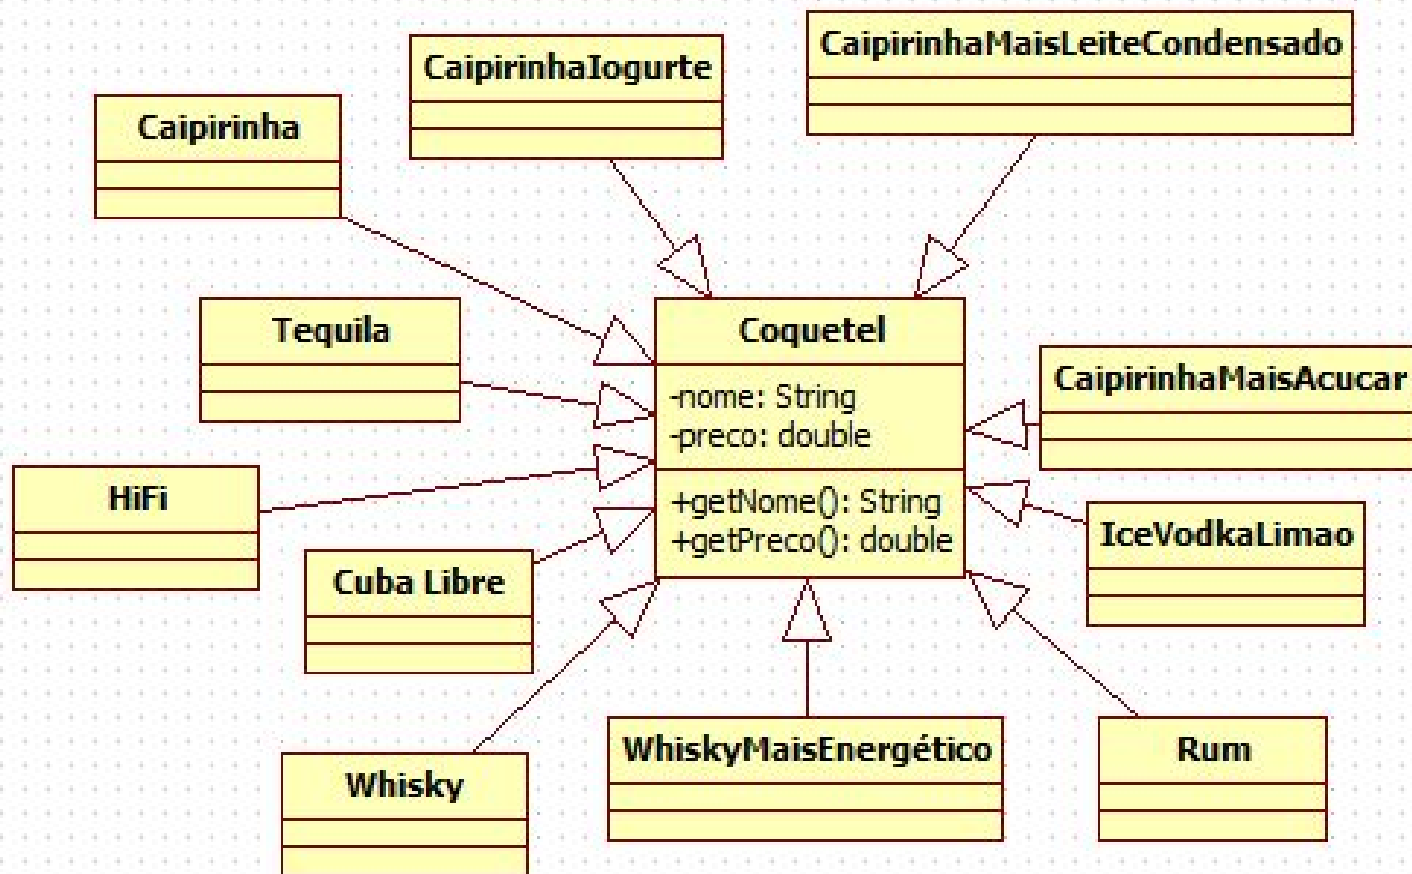 CaipirinhaMaisLeiteCondensado
CaipirinhaIogurte
Caipirinha
Tequila
Coquetel
-nome: String
-preco: double
+getNome(): String
+getPreco(): double
CaipirinhaMaisAcucar
HiFi
IceVodkaLimao
Cuba Libre
WhiskyMaisEnergético
Rum
Whisky